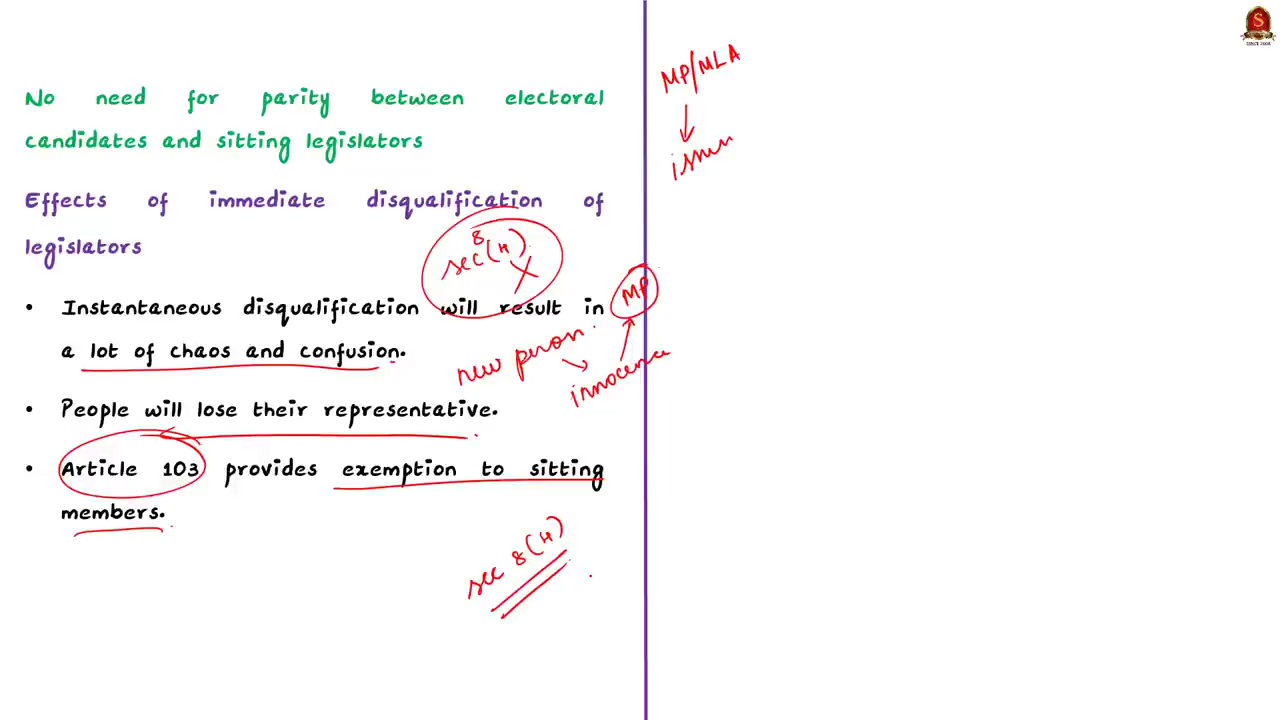 No need for parity between electoral
candidates and sitting legislators
Effects of immediate disqualification of
legislators
sec 8(4)
X
• Instantaneous disqualification will result in
a lot of chaos and confusion.
MP
new person
innocence
• People will lose their representative.
• Article 103 provides exemption to sitting
members.
sec 8(4)
MP/MLA
S
SINCE 2004